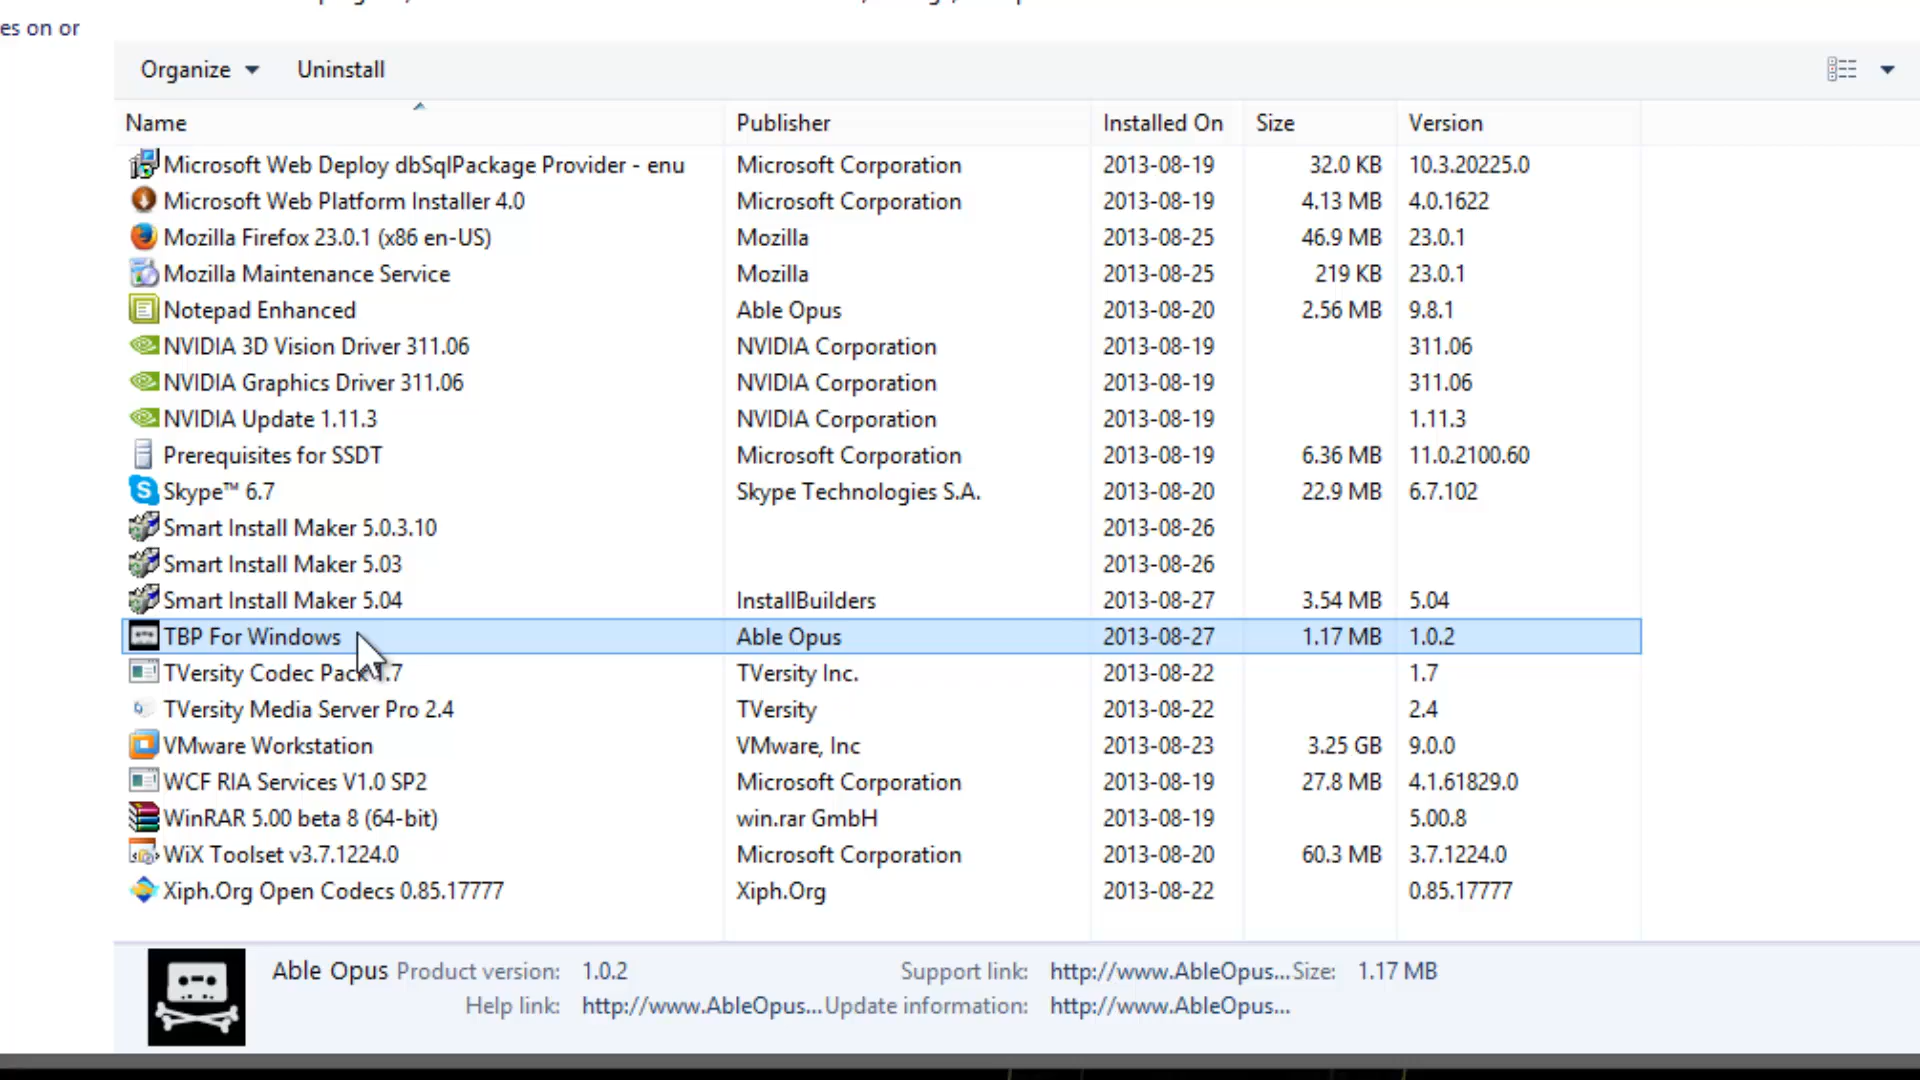 es on or
Organize Uninstall
Name Publisher Installed On Size Version
Microsoft Web Deploy dbSqlPackage Provider - enu Microsoft Corporation 2013-08-19 32.0 KB 10.3.20225.0
Microsoft Web Platform Installer 4.0 Microsoft Corporation 2013-08-19 4.13 MB 4.0.1622
Mozilla Firefox 23.0.1 (x86 en-US) Mozilla 2013-08-25 46.9 MB 23.0.1
Mozilla Maintenance Service Mozilla 2013-08-25 219 KB 23.0.1
Notepad Enhanced Able Opus 2013-08-20 2.56 MB 9.8.1
NVIDIA 3D Vision Driver 311.06 NVIDIA Corporation 2013-08-19 311.06
NVIDIA Graphics Driver 311.06 NVIDIA Corporation 2013-08-19 311.06
NVIDIA Update 1.11.3 NVIDIA Corporation 2013-08-19 1.11.3
Prerequisites for SSDT Microsoft Corporation 2013-08-19 6.36 MB 11.0.2100.60
Skype™ 6.7 Skype Technologies S.A. 2013-08-20 22.9 MB 6.7.102
Smart Install Maker 5.0.3.10 2013-08-26
Smart Install Maker 5.03 2013-08-26
Smart Install Maker 5.04 InstallBuilders 2013-08-27 3.54 MB 5.04
TBP For Windows Able Opus 2013-08-27 1.17 MB 1.0.2
TVersity Codec Pack 1.7 TVersity Inc. 2013-08-22 1.7
TVersity Media Server Pro 2.4 TVersity 2013-08-22 2.4
VMware Workstation VMware, Inc 2013-08-23 3.25 GB 9.0.0
WCF RIA Services V1.0 SP2 Microsoft Corporation 2013-08-19 27.8 MB 4.1.61829.0
WinRAR 5.00 beta 8 (64-bit) win.rar GmbH 2013-08-19 5.00.8
WiX Toolset v3.7.1224.0 Microsoft Corporation 2013-08-20 60.3 MB 3.7.1224.0
Xiph.Org Open Codecs 0.85.17777 Xiph.Org 2013-08-22 0.85.17777
Able Opus Product version: 1.0.2 Support link: http://www.AbleOpus... Size: 1.17 MB
Help link: http://www.AbleOpus... Update information: http://www.AbleOpus...